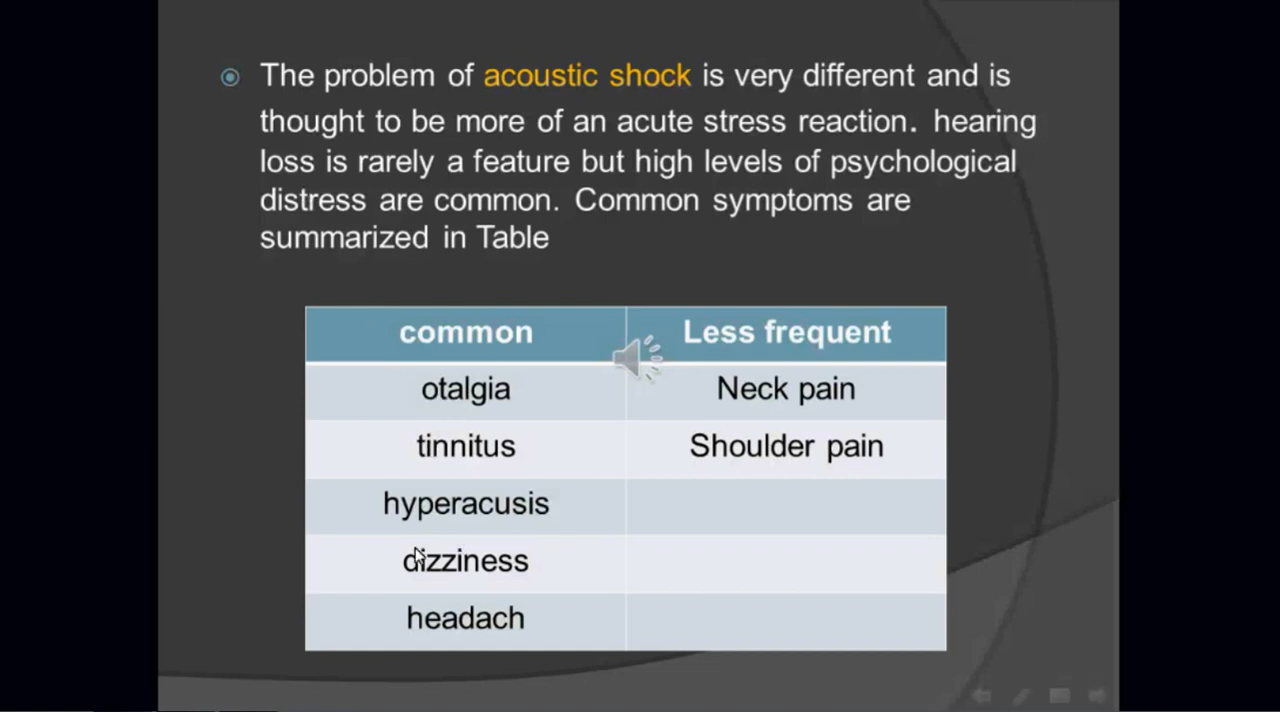 The problem of acoustic shock is very different and is
thought to be more of an acute stress reaction. hearing
loss is rarely a feature but high levels of psychological
distress are common. Common symptoms are
summarized in Table
common Less frequent
otalgia Neck pain
tinnitus Shoulder pain
hyperacusis
dizziness
headach